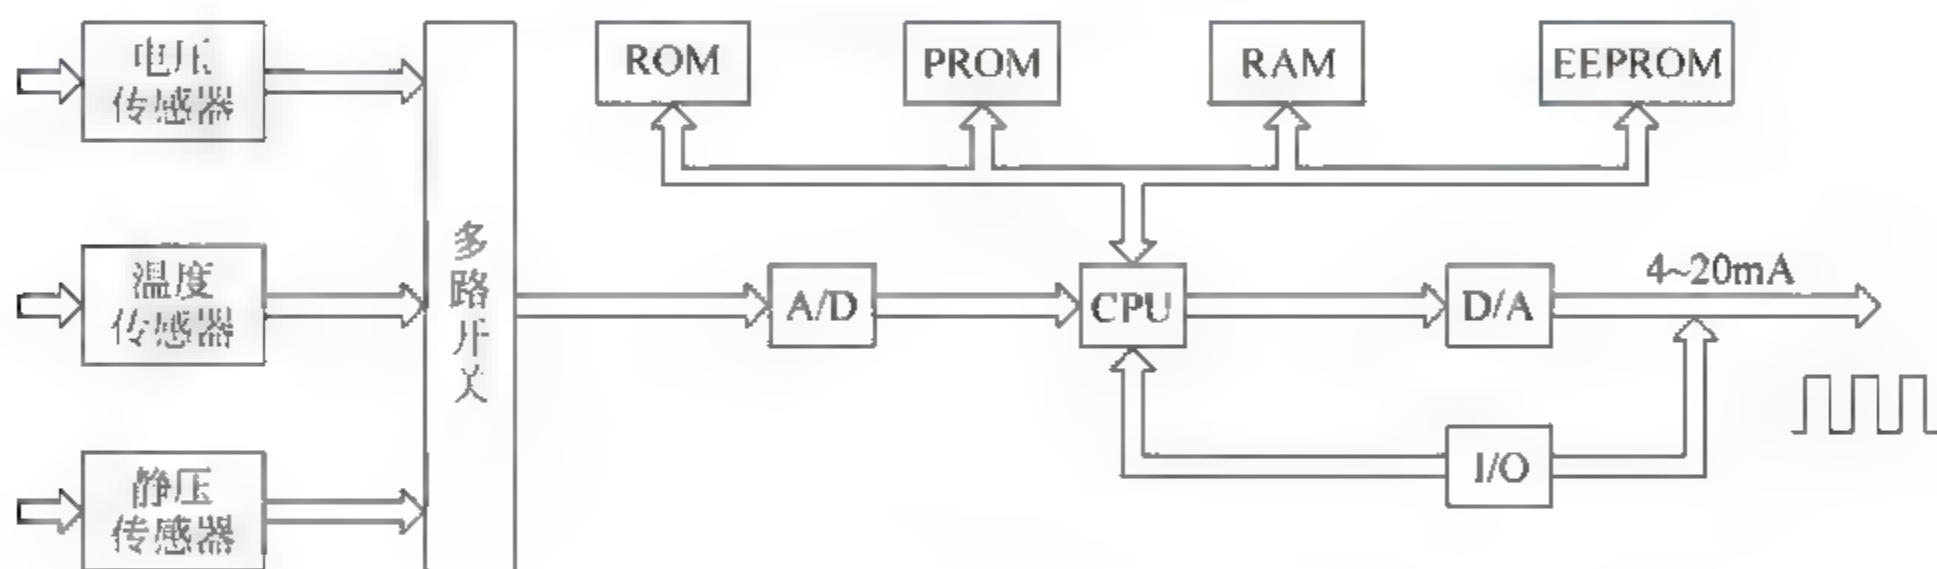 电压
传感器
温度
传感器
静压
传感器
多
路
开
关
ROM
PROM
RAM
EEPROM
A/D
CPU
D/A
4~20mA
I/O